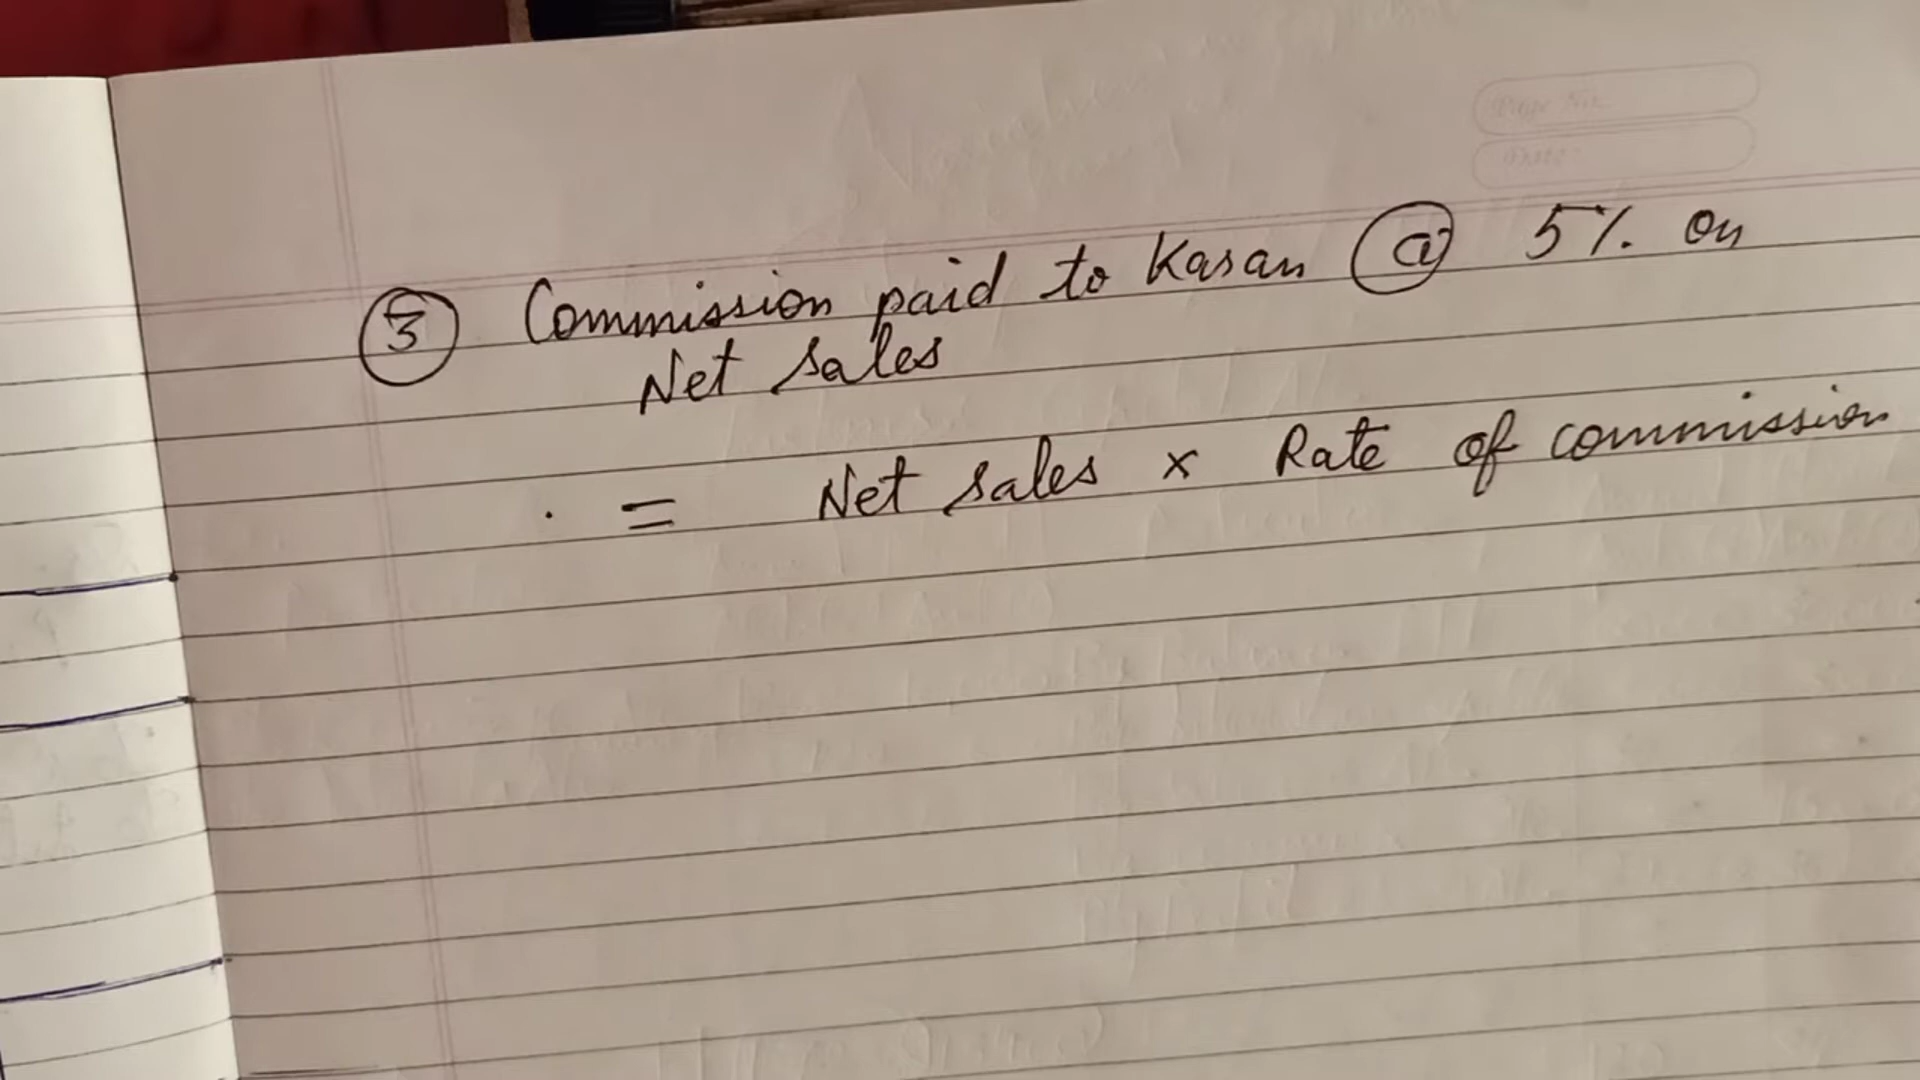 ③ Commission paid to Kasan @ 5% on
Net sales
= Net sales x Rate of commission